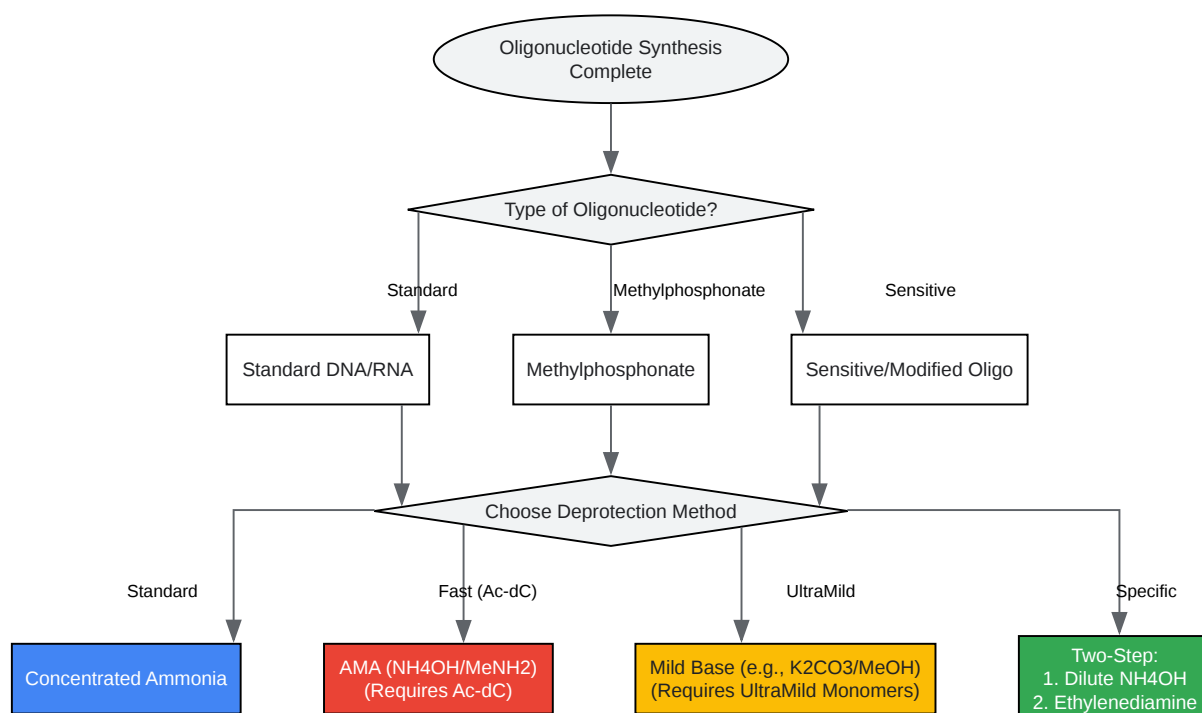 Oligonucleotide Synthesis
Complete
Type of Oligonucleotide?
Standard
Methylphosphonate
Sensitive
Standard DNA/RNA
Methylphosphonate
Sensitive/Modified Oligo
Choose Deprotection Method
Standard
Fast (Ac-dC)
UltraMild
Specific
Concentrated Ammonia
AMA (NH4OH/MeNH2)
(Requires Ac-dC)
Mild Base (e.g., K2CO3/MeOH)
(Requires UltraMild Monomers)
Two-Step:
1. Dilute NH4OH
2. Ethylenediamine